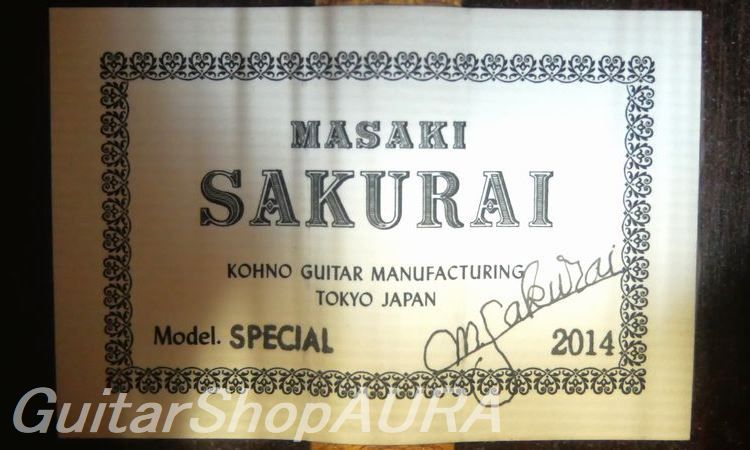 MASAKI
SAKURAI
KOHNO GUITAR MANUFACTURING
TOKYO JAPAN
Model. SPECIAL
M. Sakurai
2014
GuitarShopAURA